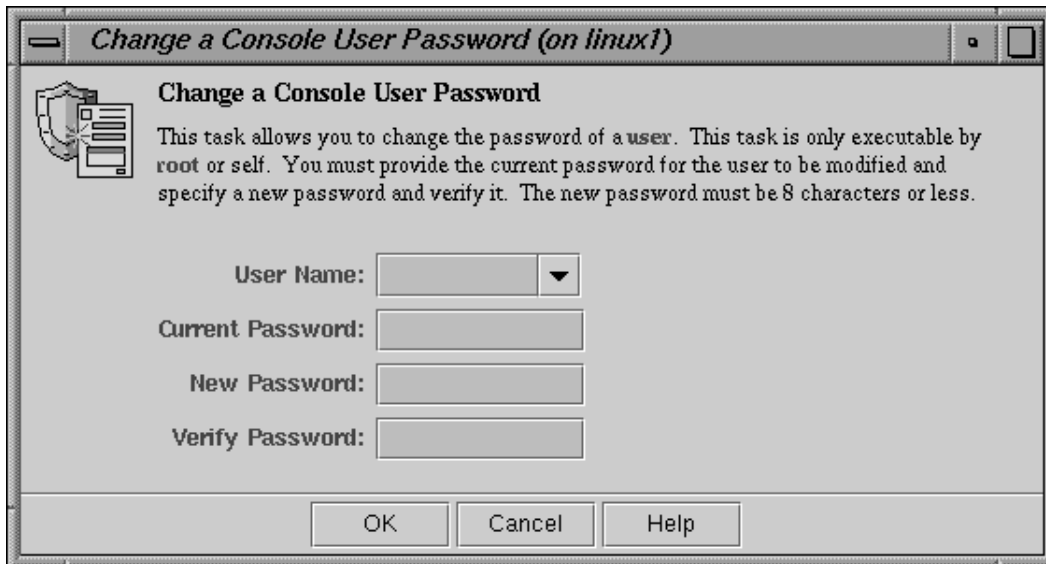 Change a Console User Password (on linux1)
Change a Console User Password
This task allows you to change the password of a user. This task is only executable by
root or self. You must provide the current password for the user to be modified and
specify a new password and verify it. The new password must be 8 characters or less.
User Name:
Current Password:
New Password:
Verify Password:
OK Cancel Help